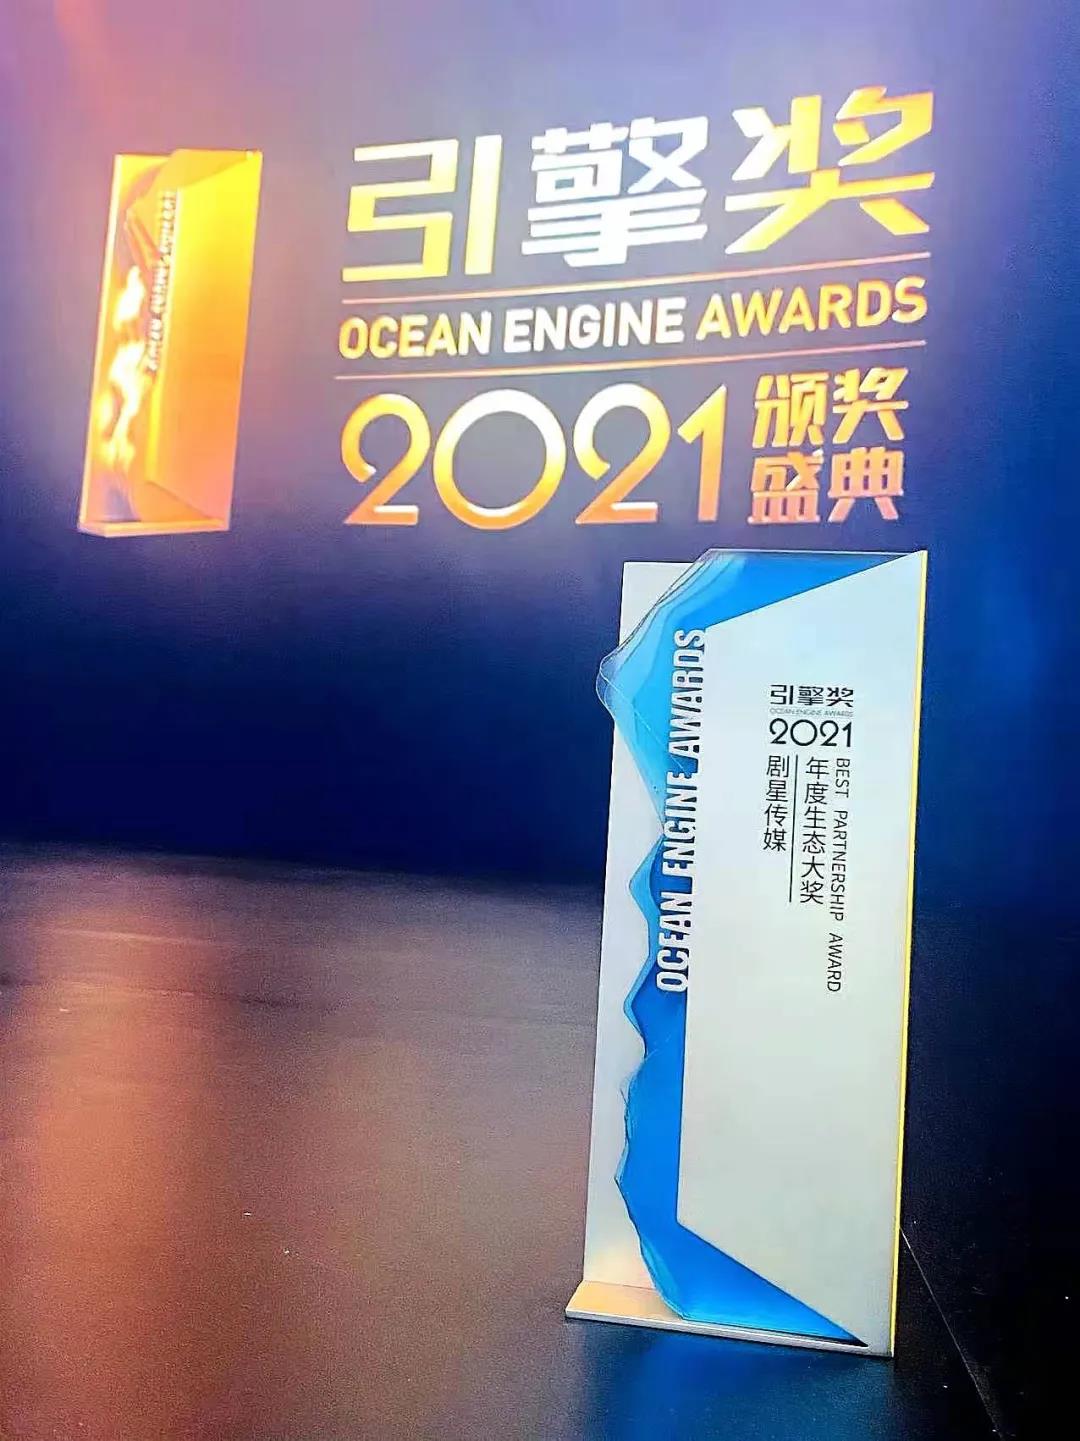 引擎奖
OCEAN ENGINE AWARDS
2021 颁奖
盛典
OCEAN ENGINE AWARDS
引擎奖
OCEAN ENGINE AWARDS
2021
BEST PARTNERSHIP AWARD
年度生态大奖
剧星传媒